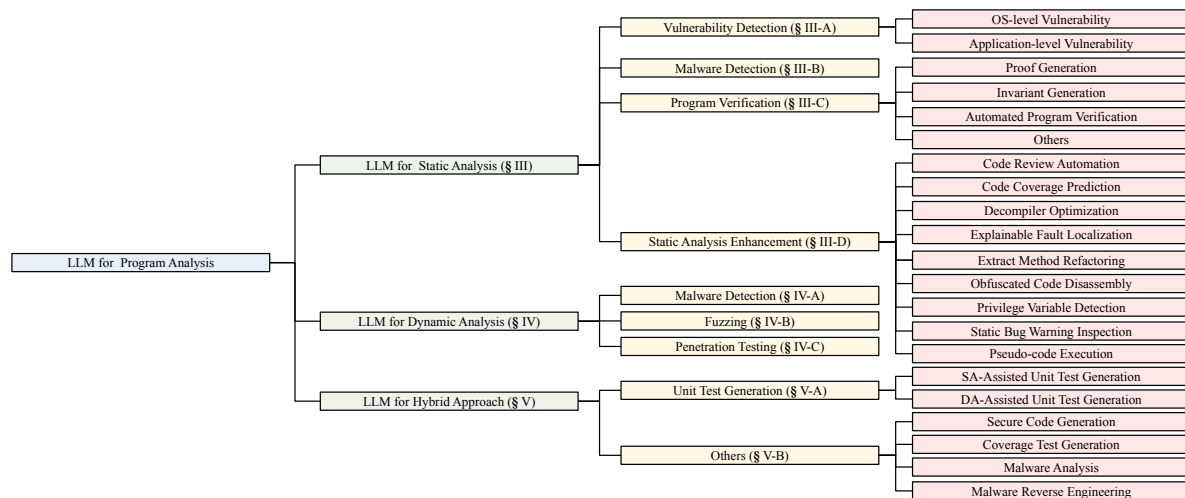 LLM for Program Analysis
LLM for Static Analysis (§ III)
Vulnerability Detection (§ III-A)
OS-level Vulnerability
Application-level Vulnerability
Malware Detection (§ III-B)
Program Verification (§ III-C)
Proof Generation
Invariant Generation
Automated Program Verification
Others
Static Analysis Enhancement (§ III-D)
Code Review Automation
Code Coverage Prediction
Decompiler Optimization
Explainable Fault Localization
Extract Method Refactoring
Obfuscated Code Disassembly
Privilege Variable Detection
Static Bug Warning Inspection
Pseudo-code Execution
LLM for Dynamic Analysis (§ IV)
Malware Detection (§ IV-A)
Fuzzing (§ IV-B)
Penetration Testing (§ IV-C)
LLM for Hybrid Approach (§ V)
Unit Test Generation (§ V-A)
SA-Assisted Unit Test Generation
DA-Assisted Unit Test Generation
Others (§ V-B)
Secure Code Generation
Coverage Test Generation
Malware Analysis
Malware Reverse Engineering